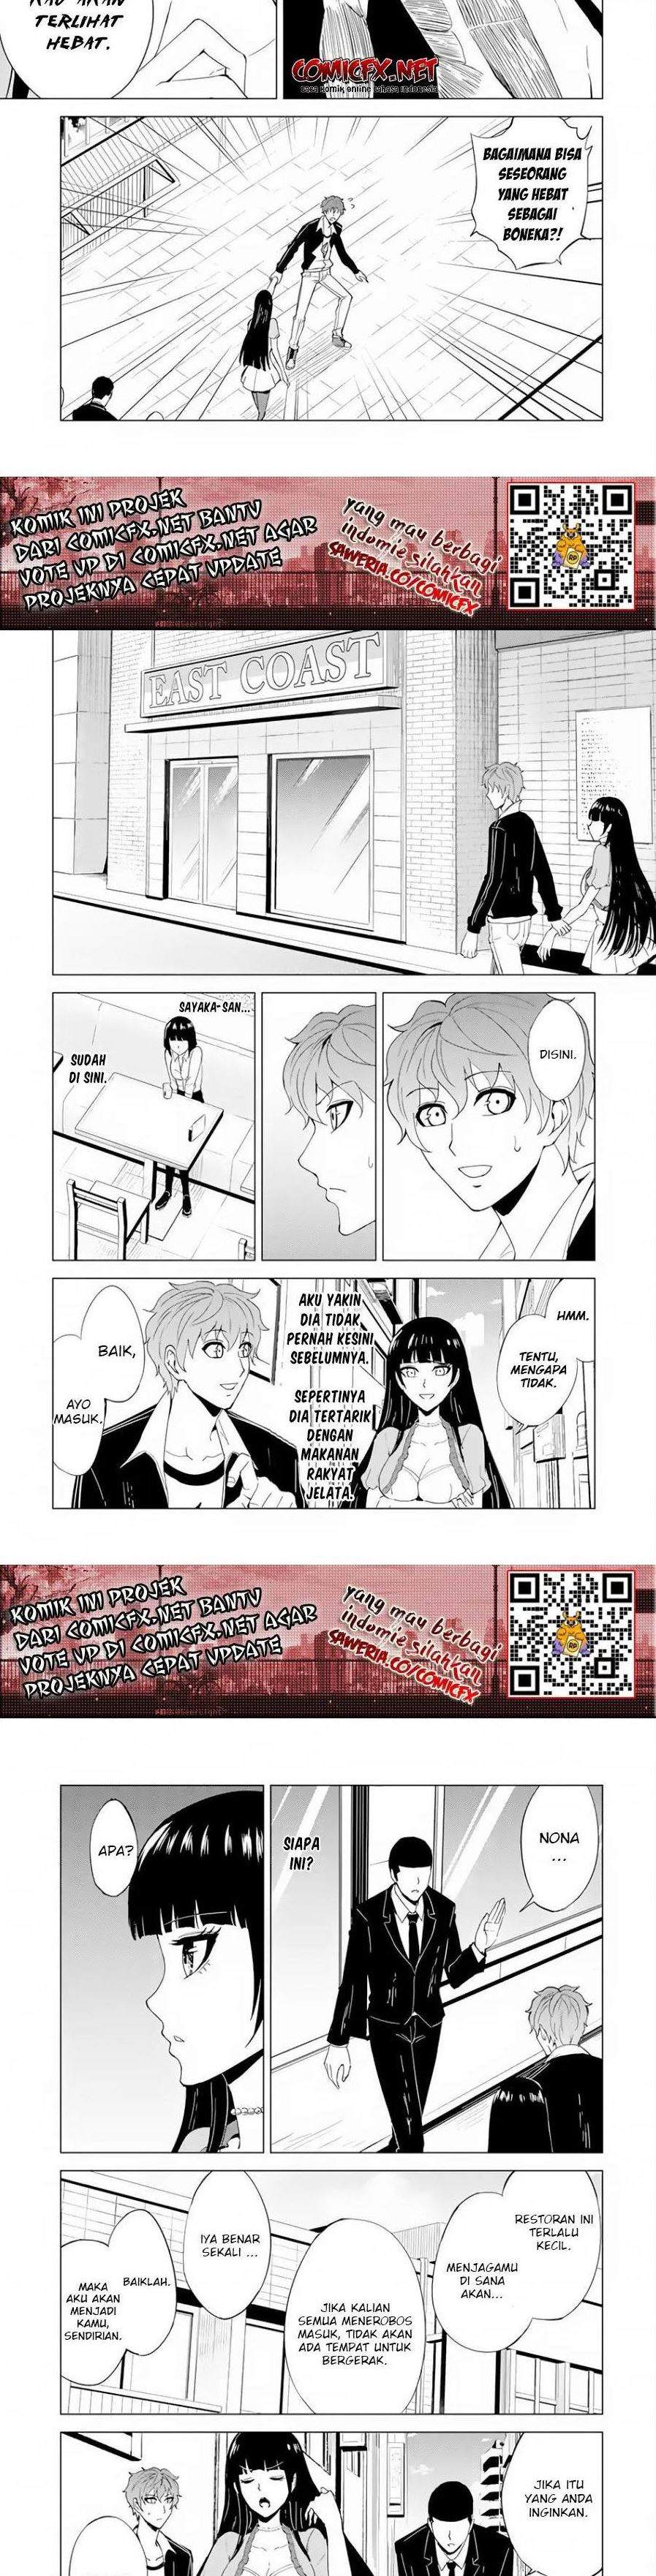 TERLIHAT
HEBAT.
COMICFX.NET
BAGAIMANA BISA
SESEORANG
YANG HEBAT
SEBAGAI
BONEKA?!
KOMIK INI PROJEK
DARI COMICFX.NET BANTU
VOTE UP DI COMICFX.NET AGAR
PROJEKNYA CEPAT UPDATE
yang mau berbagi
indomie silahkan
SAWERIA.CO/COMICFX
EAST COAST
DISINI.
SAYAKA-SAN...
SUDAH
DI SINI.
HMM.
TENTU,
MENGAPA
TIDAK.
AKU YAKIN
DIA TIDAK
PERNAH KESINI
SEBELUMNYA.
SEPERTINYA
DIA TERTARIK
DENGAN
MAKANAN
RAKYAT
JELATA.
BAIK,
AYO
MASUK.
KOMIK INI PROJEK
DARI COMICFX.NET BANTU
VOTE UP DI COMICFX.NET AGAR
PROJEKNYA CEPAT UPDATE
yang mau berbagi
indomie silahkan
SAWERIA.CO/COMICFX
NONA
...
SIAPA
INI?
APA?
RESTORAN INI
TERLALU
KECIL.
MENJAGAMU
DI SANA
AKAN...
JIKA KALIAN
SEMUA MENEROBOS
MASUK, TIDAK AKAN
ADA TEMPAT UNTUK
BERGERAK.
IYA BENAR
SEKALI ...
BAIKLAH.
MAKA
AKU AKAN
MENJADI
KAMU,
SENDIRIAN.
JIKA ITU
YANG ANDA
INGINKAN.